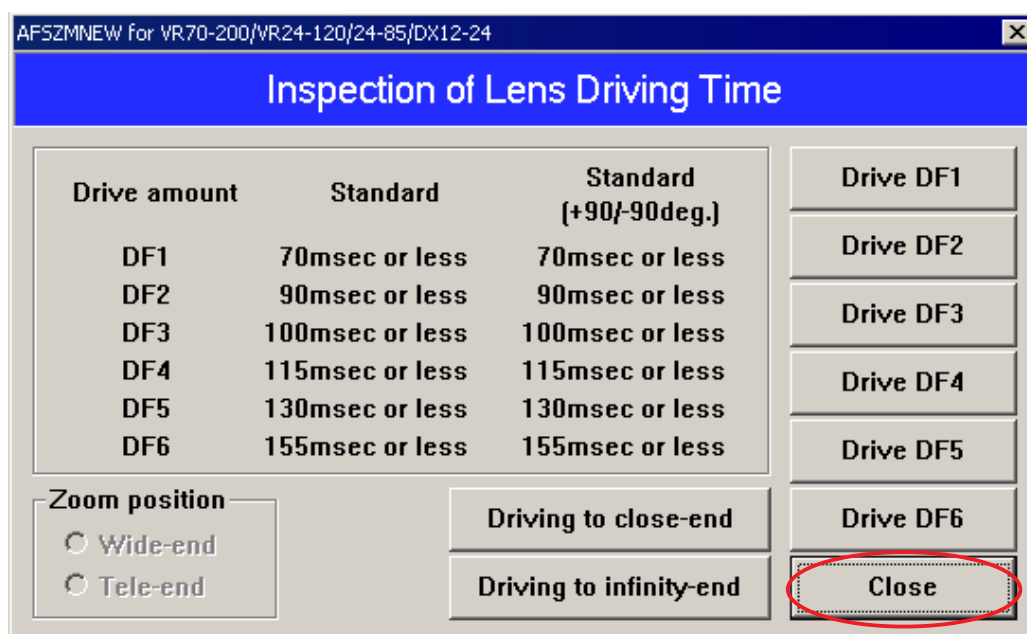 AFSZMNEW for VR70-200/VR24-120/24-85/DX12-24
Inspection of Lens Driving Time
Drive amount Standard Standard (+90/-90deg.)
DF1 70msec or less 70msec or less
DF2 90msec or less 90msec or less
DF3 100msec or less 100msec or less
DF4 115msec or less 115msec or less
DF5 130msec or less 130msec or less
DF6 155msec or less 155msec or less
Drive DF1
Drive DF2
Drive DF3
Drive DF4
Drive DF5
Drive DF6
Zoom position
Wide-end
Tele-end
Driving to close-end
Driving to infinity-end
Close